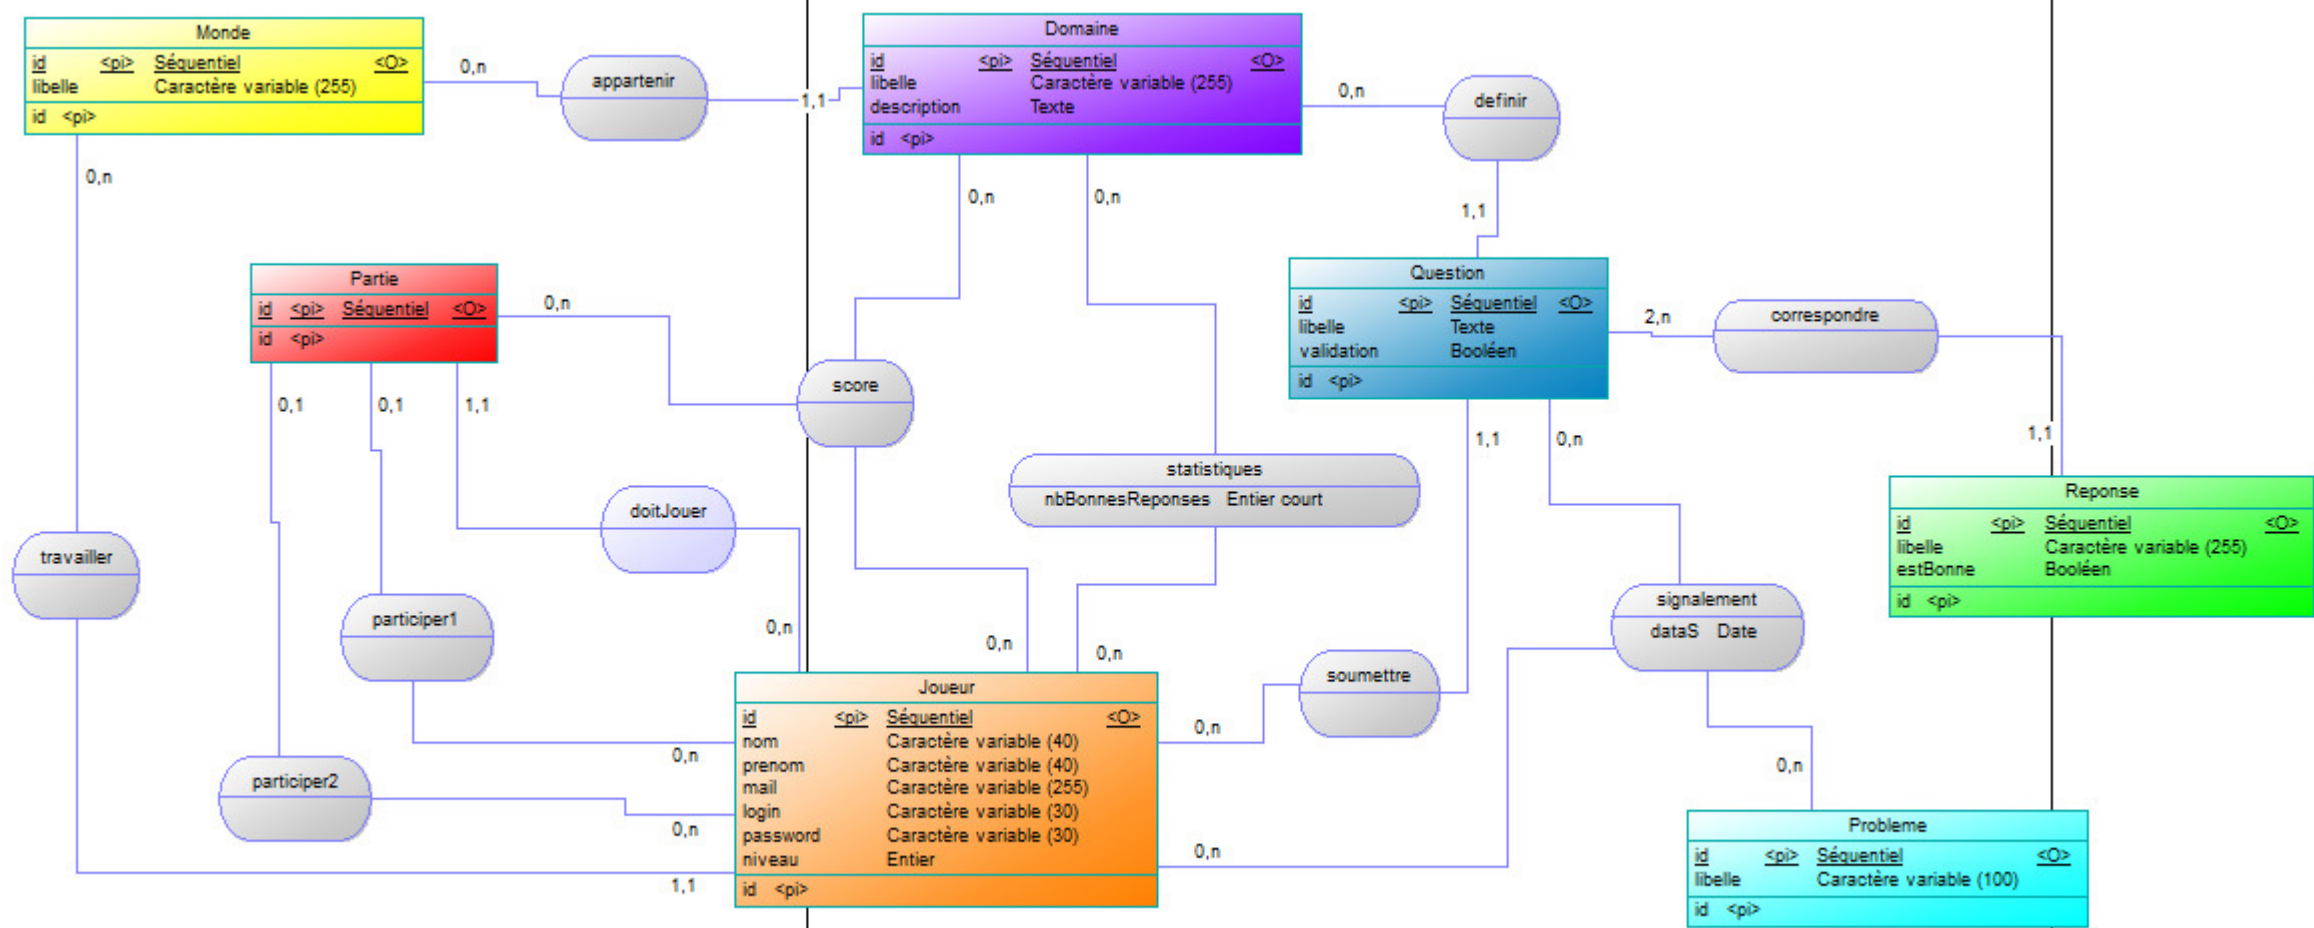 Monde
id <pi> Séquentiel <O>
libelle Caractère variable (255)
id <pi>
0,n
appartenir
1,1
Domaine
id <pi> Séquentiel <O>
libelle Caractère variable (255)
description Texte
id <pi>
0,n
definir
0,n
0,n
0,n
1,1
Partie
id <pi> Séquentiel <O>
id <pi>
0,n
Question
id <pi> Séquentiel <O>
libelle Texte
validation Booléen
id <pi>
2,n
correspondre
0,1
0,1
1,1
score
1,1
0,n
1,1
statistiques
nbBonnesReponses Entier court
doitJouer
Reponse
id <pi> Séquentiel <O>
libelle Caractère variable (255)
estBonne Booléen
id <pi>
travailler
participer1
signalement
dataS Date
0,n
0,n
0,n
soumettre
Joueur
id <pi> Séquentiel <O>
nom Caractère variable (40)
prenom Caractère variable (40)
mail Caractère variable (255)
login Caractère variable (30)
password Caractère variable (30)
niveau Entier
id <pi>
0,n
0,n
participer2
0,n
0,n
0,n
1,1
Probleme
id <pi> Séquentiel <O>
libelle Caractère variable (100)
id <pi>